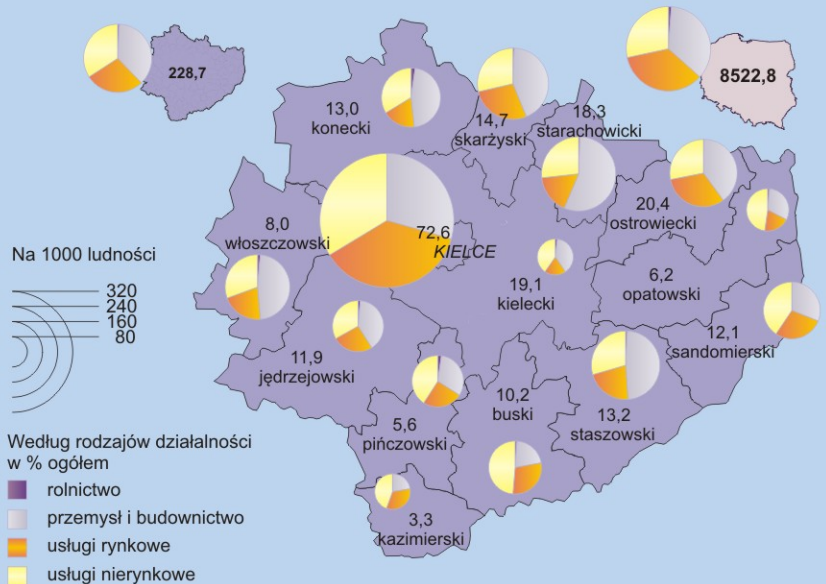 228,7
8522,8
13,0
konecki
14,7
skarżyski
18,3
starachowicki
20,4
ostrowiecki
8,0
włoszczowski
72,6
KIELCE
19,1
kielecki
6,2
opatowski
12,1
sandomierski
11,9
jędrzejowski
10,2
buski
13,2
staszowski
5,6
pińczowski
3,3
kazimierski
Na 1000 ludności
320
240
160
80
Według rodzajów działalności
w % ogółem
rolnictwo
przemysł i budownictwo
usługi rynkowe
usługi nierynkowe